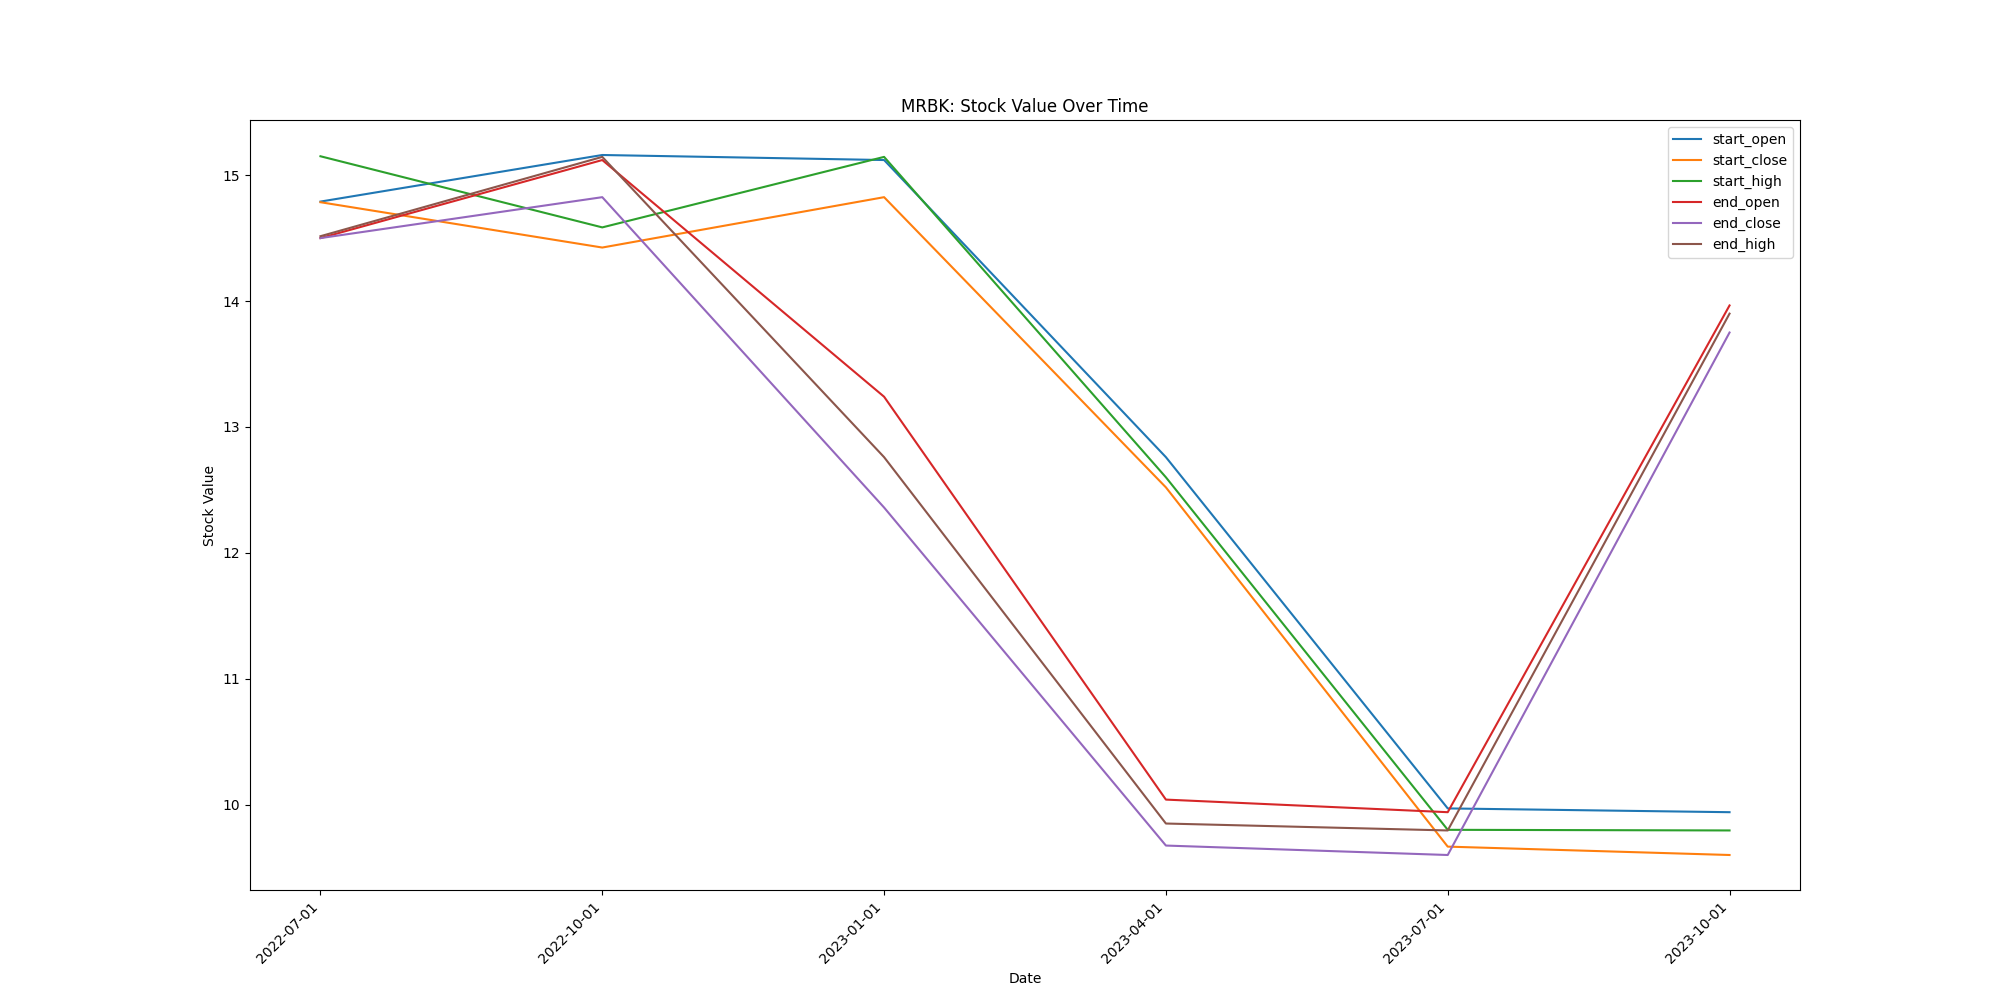 MRBK: Stock Value Over Time
start_open
start_close
start_high
end_open
end_close
end_high
Stock Value
15
14
13
12
11
10
2022-07-01
2022-10-01
2023-01-01
2023-04-01
2023-07-01
2023-10-01
Date